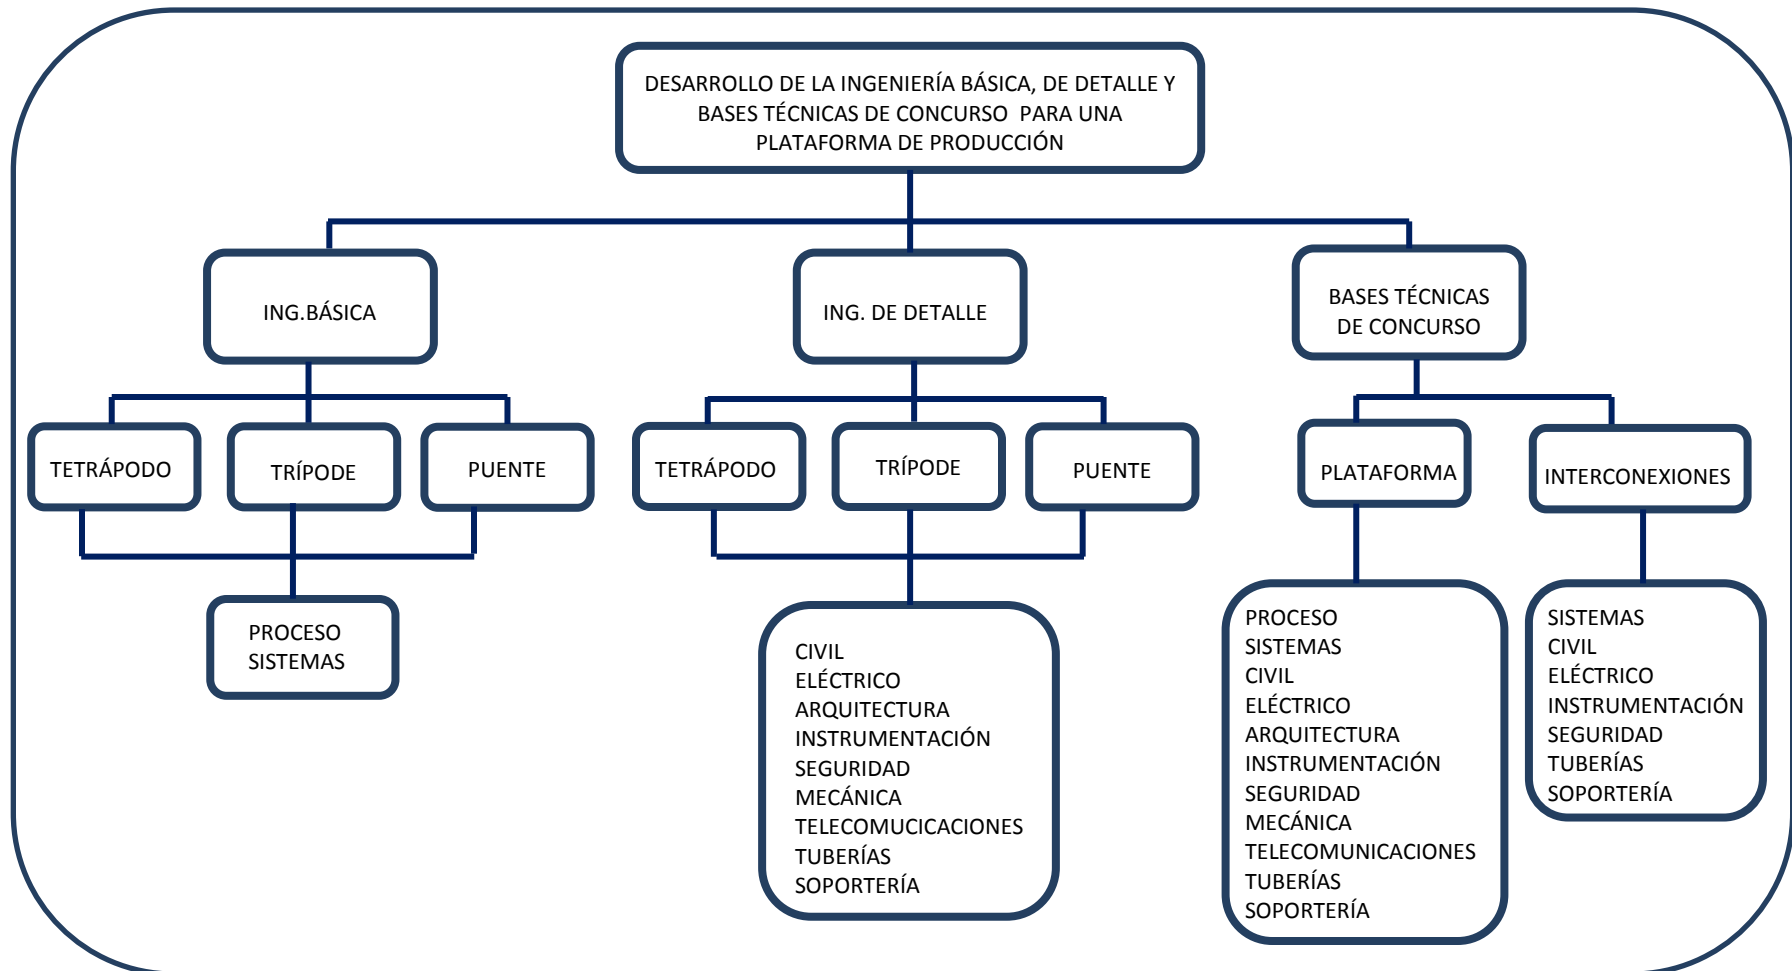 DESARROLLO DE LA INGENIERÍA BÁSICA, DE DETALLE Y
BASES TÉCNICAS DE CONCURSO PARA UNA
PLATAFORMA DE PRODUCCIÓN
ING.BÁSICA
ING. DE DETALLE
BASES TÉCNICAS
DE CONCURSO
TETRÁPODO
TRÍPODE
PUENTE
TETRÁPODO
TRÍPODE
PUENTE
PLATAFORMA
INTERCONEXIONES
PROCESO
SISTEMAS
CIVIL
ELÉCTRICO
ARQUITECTURA
INSTRUMENTACIÓN
SEGURIDAD
MECÁNICA
TELECOMUCICACIONES
TUBERÍAS
SOPORTERÍA
PROCESO
SISTEMAS
CIVIL
ELÉCTRICO
ARQUITECTURA
INSTRUMENTACIÓN
SEGURIDAD
MECÁNICA
TELECOMUNICACIONES
TUBERÍAS
SOPORTERÍA
SISTEMAS
CIVIL
ELÉCTRICO
INSTRUMENTACIÓN
SEGURIDAD
TUBERÍAS
SOPORTERÍA